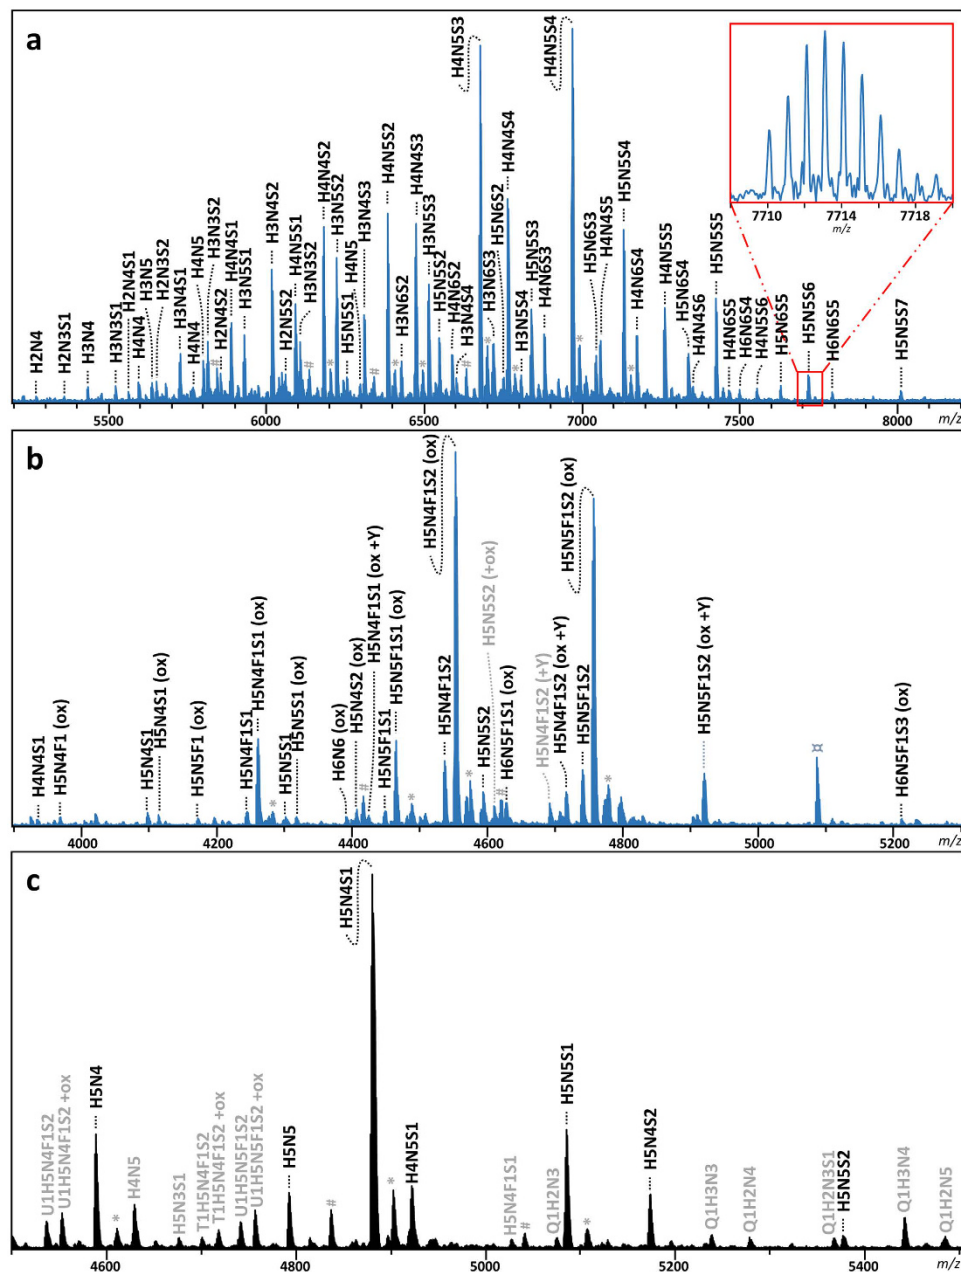 a
H2N4
H2N3S1
H3N4
H3N3S1
H2N4S1
H4N4
H3N5
H2N3S2
H3N4S1
H4N4
H4N5
H3N3S2
#
H2N4S2
H4N4S1
H3N5S1
H3N4S2
H2N5S2
H4N5S1
H3N3S2
#
H4N4S2
*
H3N5S2
H5N5S1
H4N5
H3N4S3
#
H4N5S2
*
H3N6S2
H4N4S3
*
H3N5S3
H5N5S2
H4N6S2
H3N4S4
#
H4N5S3
H3N6S3
*
H5N6S2
H4N4S4
*
H3N5S4
H5N5S3
H4N6S3
H4N5S4
*
H5N6S3
H4N4S5
H5N5S4
*
H4N6S4
H4N5S5
H5N6S4
H4N4S6
H5N5S5
H4N6S5
H6N6S4
H4N5S6
H5N6S5
H5N5S6
H6N6S5
H5N5S7
7710 7714 7718
m/z
5500 6000 6500 7000 7500 8000 m/z
b
H4N4S1
H5N4F1 (ox)
H5N4S1
H5N4S1 (ox)
H5N5F1 (ox)
H5N4F1S1
H5N4F1S1 (ox)
*
H5N5S1
H5N5S1 (ox)
H6N6 (ox)
H5N4S2 (ox)
#
H5N4F1S1 (ox +Y)
H5N5F1S1
H5N5F1S1 (ox)
*
H5N4F1S2
H5N4F1S2 (ox)
*
H5N5S2
H5N5S2 (+ox)
#
H6N5F1S1 (ox)
H5N4F1S2 (+Y)
H5N4F1S2 (ox +Y)
H5N5F1S2
H5N5F1S2 (ox)
*
H5N5F1S2 (ox +Y)
¤
H6N5F1S3 (ox)
4000 4200 4400 4600 4800 5000 5200 m/z
c
U1H5N4F1S2
U1H5N4F1S2 +ox
H5N4
*
H4N5
H5N3S1
T1H5N4F1S2
T1H5N4F1S2 +ox
U1H5N5F1S2
U1H5N5F1S2 +ox
H5N5
#
H5N4S1
*
H4N5S1
H5N4F1S1
#
Q1H2N3
H5N5S1
*
H5N4S2
Q1H3N3
Q1H2N4
Q1H2N3S1
H5N5S2
Q1H3N4
Q1H2N5
4600 4800 5000 5200 5400 m/z